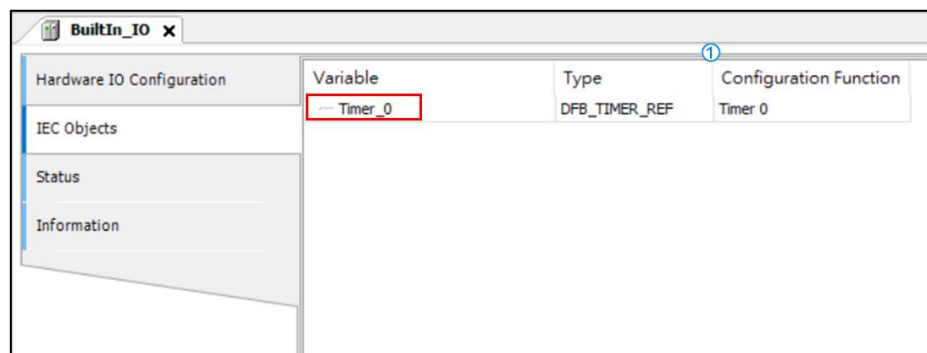 BuiltIn_IO X
①
Hardware IO Configuration
Variable Type Configuration Function
Timer_0 DFB_TIMER_REF Timer 0
IEC Objects
Status
Information